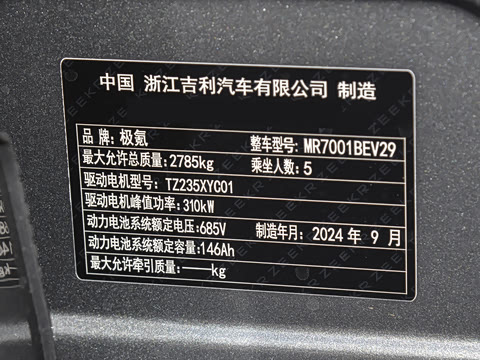 中国 浙江吉利汽车有限公司 制造
品 牌: 极氪 整车型号: MR7001BEV29
最大允许总质量: 2785kg 乘坐人数: 5
驱动电机型号: TZ235XYC01
驱动电机峰值功率: 310kW
动力电池系统额定电压: 685V 制造年月: 2024 年 9 月
动力电池系统额定容量: 146Ah
最大允许牵引质量: ——kg